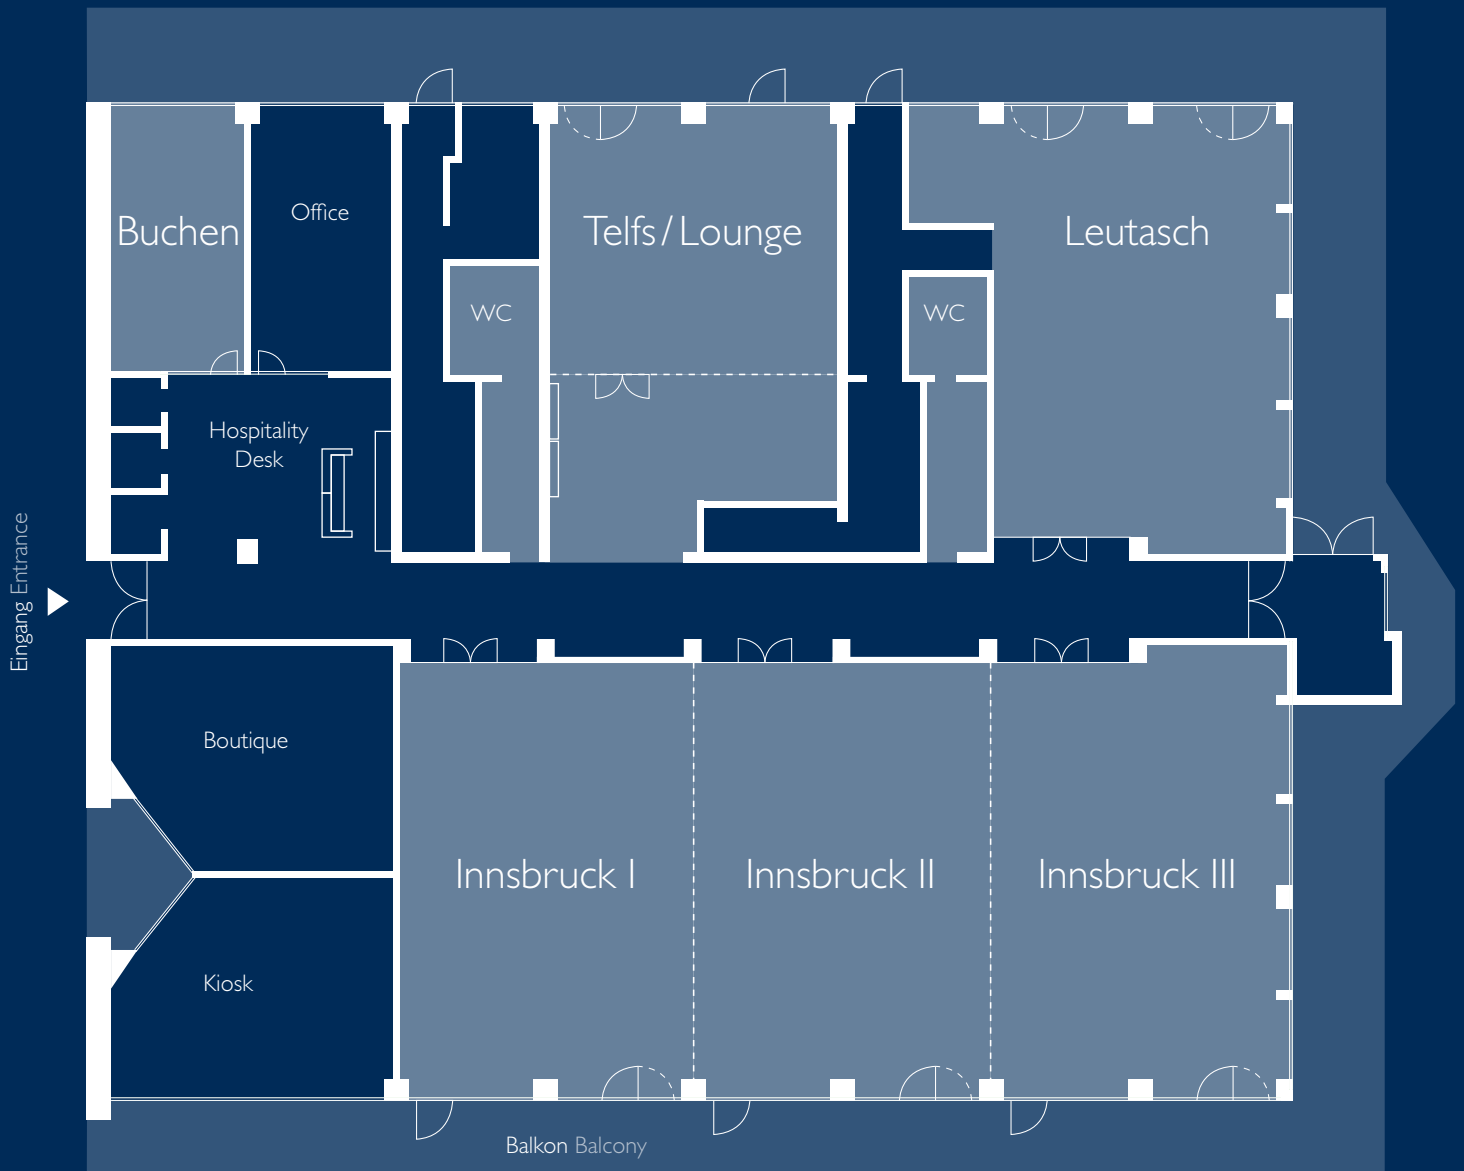 Buchen
Office
Telfs / Lounge
Leutasch
WC
WC
Hospitality
Desk
Eingang Entrance
Boutique
Innsbruck I
Innsbruck II
Innsbruck III
Kiosk
Balkon Balcony